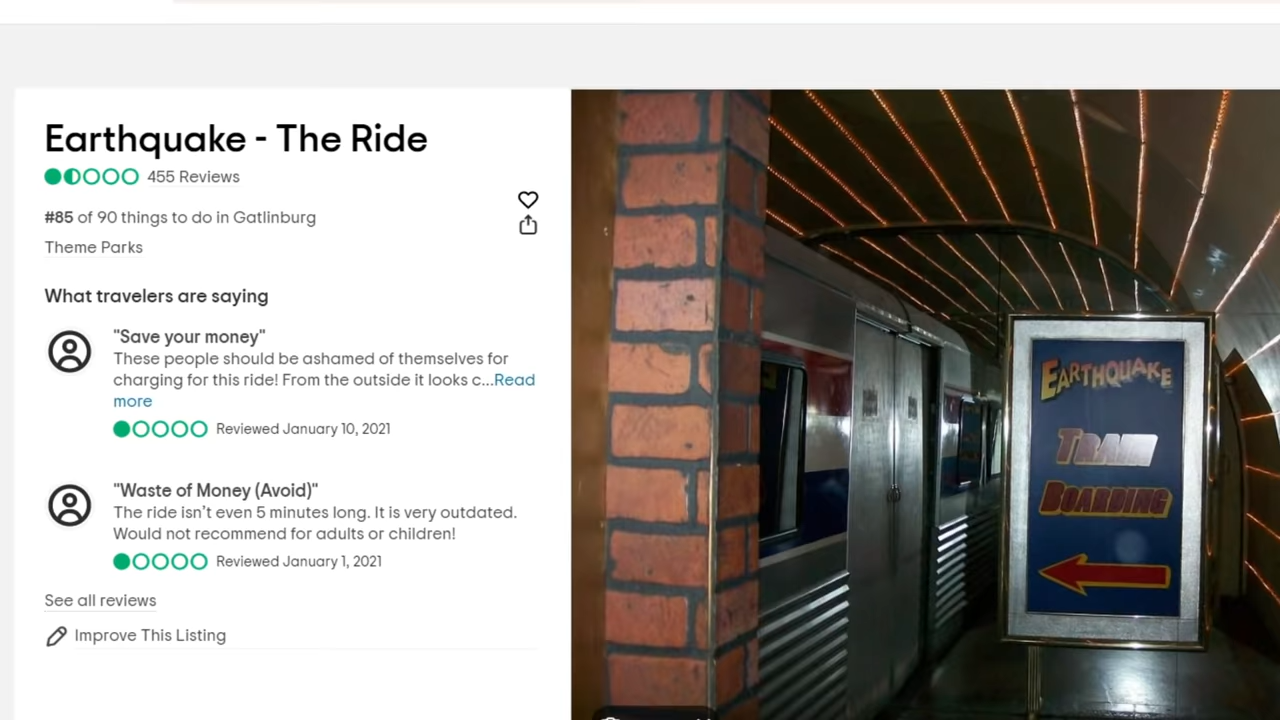 Earthquake - The Ride
455 Reviews
#85 of 90 things to do in Gatlinburg
Theme Parks
What travelers are saying
"Save your money"
These people should be ashamed of themselves for
charging for this ride! From the outside it looks c...Read
more
Reviewed January 10, 2021
"Waste of Money (Avoid)"
The ride isn’t even 5 minutes long. It is very outdated.
Would not recommend for adults or children!
Reviewed January 1, 2021
See all reviews
Improve This Listing
EARTHQUAKE
TRAIN
BOARDING